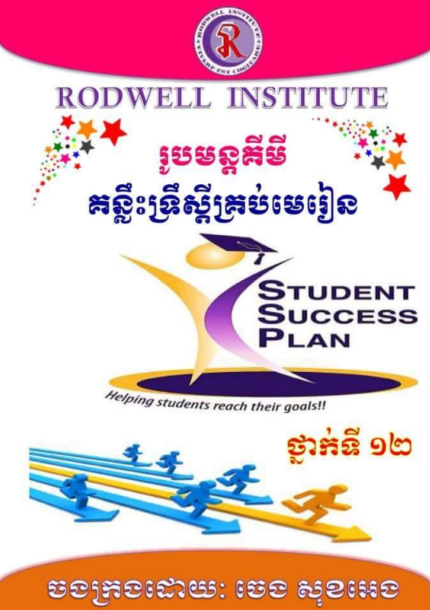 RODWELL INSTITUTE
R
RODWELL INSTITUTE
រូបមន្តគីមី
គន្លឹះទ្រឹស្តីគ្រប់មេរៀន
STUDENT
SUCCESS
PLAN
Helping students reach their goals!!
ថ្នាក់ទី ១២
ចងក្រងដោយ: ចេង សុខអេង